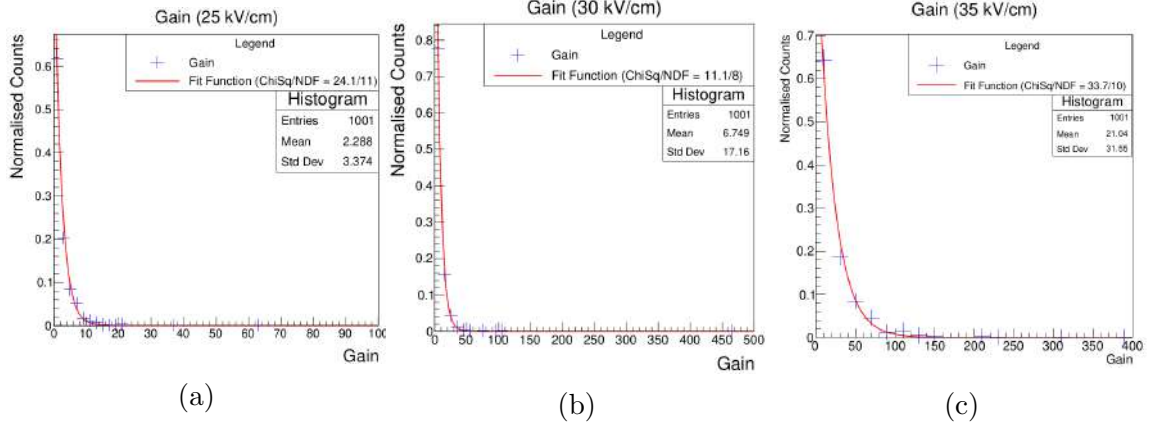 Gain (25 kV/cm)
Normalised Counts
Legend
Gain
Fit Function (ChiSq/NDF = 24.1/11)
Histogram
Entries 1001
Mean 2.288
Std Dev 3.374
0.6
0.5
0.4
0.3
0.2
0.1
0
0 10 20 30 40 50 60 70 80 90 100
Gain
(a)
Gain (30 kV/cm)
Normalised Counts
Legend
Gain
Fit Function (ChiSq/NDF = 11.1/8)
Histogram
Entries 1001
Mean 6.749
Std Dev 17.16
0.8
0.7
0.6
0.5
0.4
0.3
0.2
0.1
0
0 50 100 150 200 250 300 350 400 450 500
Gain
(b)
Gain (35 kV/cm)
Normalised Counts
Legend
Gain
Fit Function (ChiSq/NDF = 33.7/10)
Histogram
Entries 1001
Mean 21.04
Std Dev
0.7
0.6
0.5
0.4
0.3
0.2
0.1
0
0 50 100 150 200 250 300 350 400
Gain
(c)